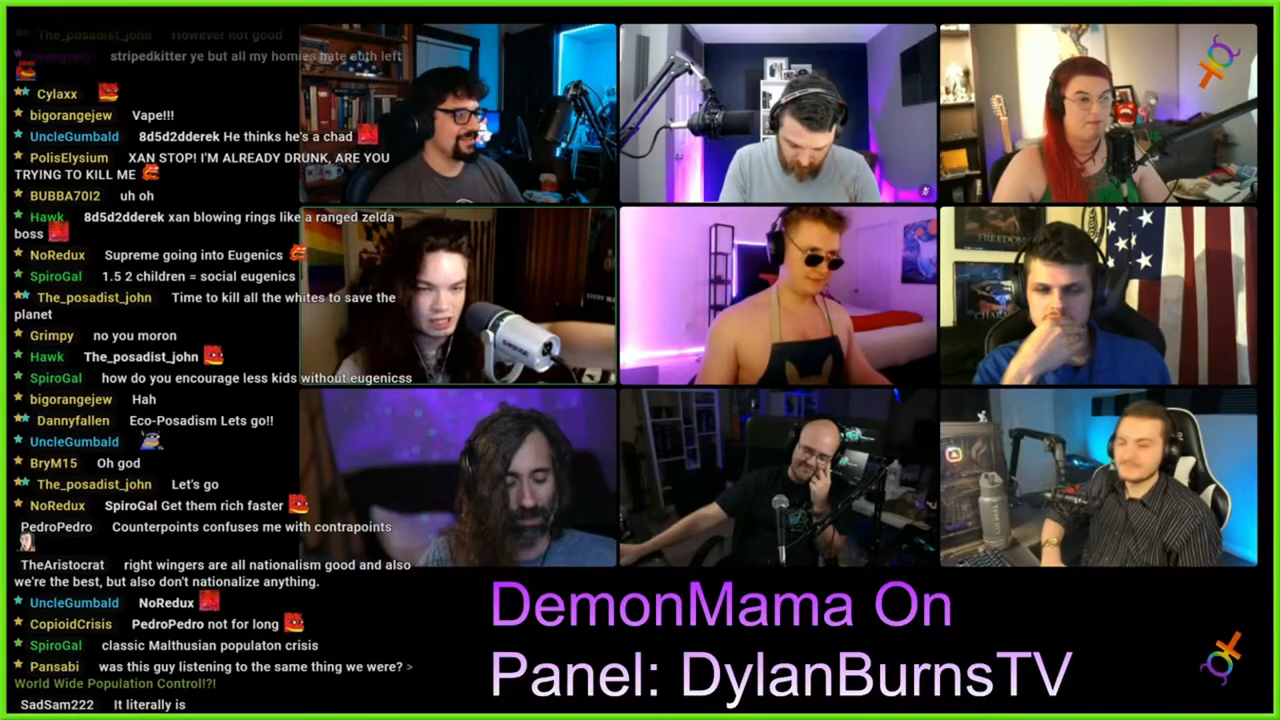 The_posadist_john However not good
stripedkitter ye but all my homies hate auth left
Cylaxx
bigorangejew Vape!!!
UncleGumbald 8d5d2dderek He thinks he's a chad
PolisElysium XAN STOP! I'M ALREADY DRUNK, ARE YOU
TRYING TO KILL ME
BUBBA70I2 uh oh
Hawk 8d5d2dderek xan blowing rings like a ranged zelda
boss
NoRedux Supreme going into Eugenics
SpiroGal 1.5 2 children = social eugenics
The_posadist_john Time to kill all the whites to save the
planet
Grimpy no you moron
Hawk The_posadist_john
SpiroGal how do you encourage less kids without eugenicss
bigorangejew Hah
Dannyfallen Eco-Posadism Lets go!!
UncleGumbald
BryM15 Oh god
The_posadist_john Let's go
NoRedux SpiroGal Get them rich faster
PedroPedro Counterpoints confuses me with contrapoints
TheAristocrat right wingers are all nationalism good and also
we're the best, but also don't nationalize anything.
UncleGumbald NoRedux
CopioidCrisis PedroPedro not for long
SpiroGal classic Malthusian populaton crisis
Pansabi was this guy listening to the same thing we were? >
World Wide Population Control!?!
SadSam222 It literally is
FREEDOM
SHURE
DemonMama On
Panel: DylanBurnsTV